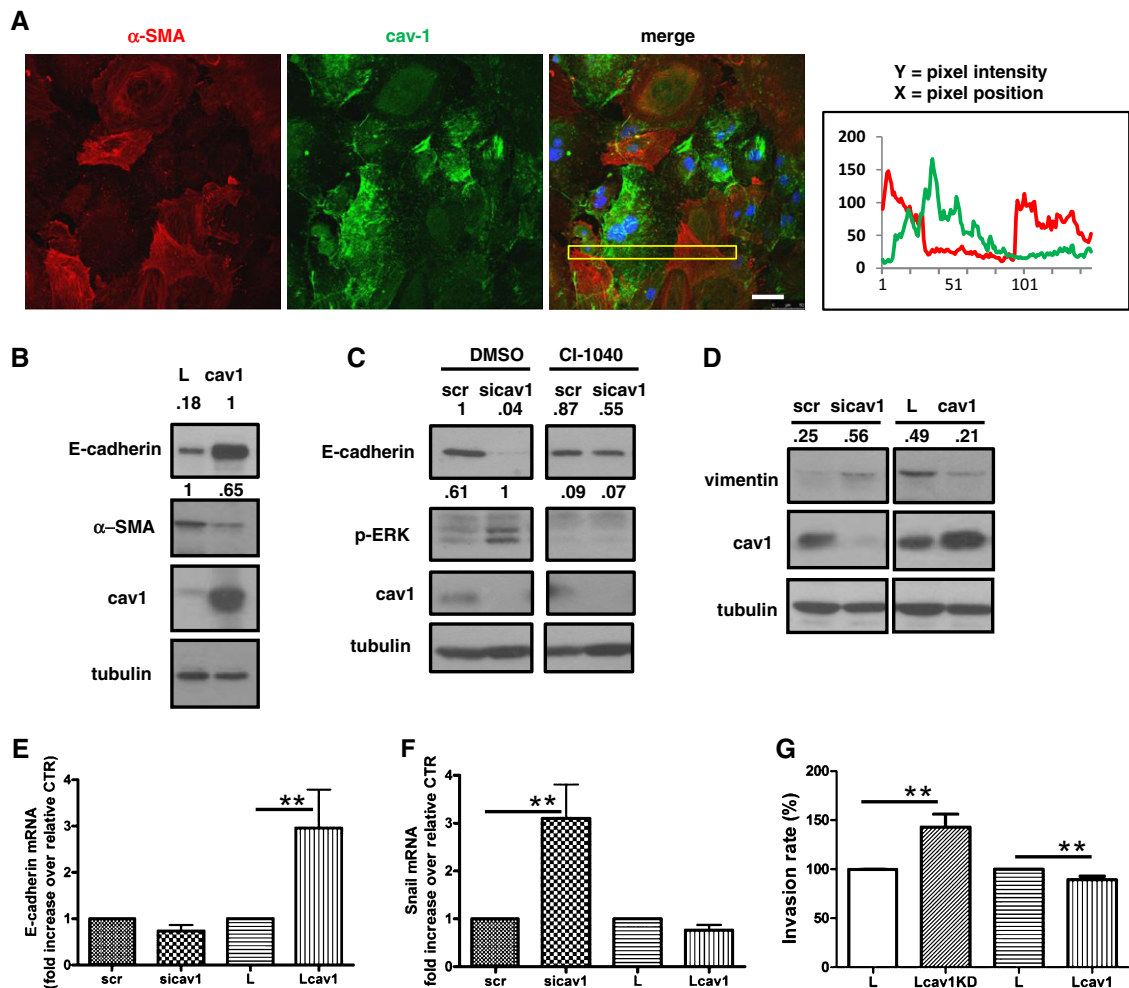 A
α-SMA
cav-1
merge
Y = pixel intensity
X = pixel position
200
150
100
50
0
1
51
101
B
L cav1
.18 1
E-cadherin
1 .65
α–SMA
cav1
tubulin
C
DMSO CI-1040
scr sicav1 scr sicav1
1 .04 .87 .55
E-cadherin
.61 1 .09 .07
p-ERK
cav1
tubulin
D
scr sicav1 L cav1
.25 .56 .49 .21
vimentin
cav1
tubulin
E
E-cadherin mRNA
(fold increase over relative CTR)
4
3
2
1
0
**
scr sicav1 L Lcav1
F
Snail mRNA
fold increase over relative CTR)
4
3
2
1
0
**
scr sicav1 L Lcav1
G
Invasion rate (%)
200
150
100
50
0
**
**
L Lcav1KD L Lcav1